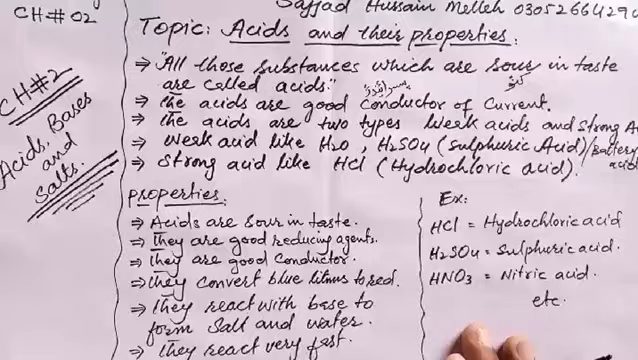 CH#02
Sajjad Hussain Melleh 0305266429
Topic: Acids and their properties:
⇒ "All those substances which are sour in taste
are called acids."
⇒ The acids are good conductor of current.
⇒ The acids are two types weak acids and strong A
⇒ Weak acid like H2O, H2SO4 (Sulphuric Acid)/Battery
acid
⇒ Strong acid like HCl (Hydrochloric acid).
CH#2
Acids, Bases
and
Salts.
properties:
⇒ Acids are sour in taste.
⇒ They are good reducing agents.
⇒ They are good conductor.
⇒ They convert blue litmus to red.
⇒ They react with base to
form Salt and water.
⇒ They react very fast.
Ex:
HCl = Hydrochloric acid
H2SO4 = Sulphuric acid.
HNO3 = Nitric acid.
etc.